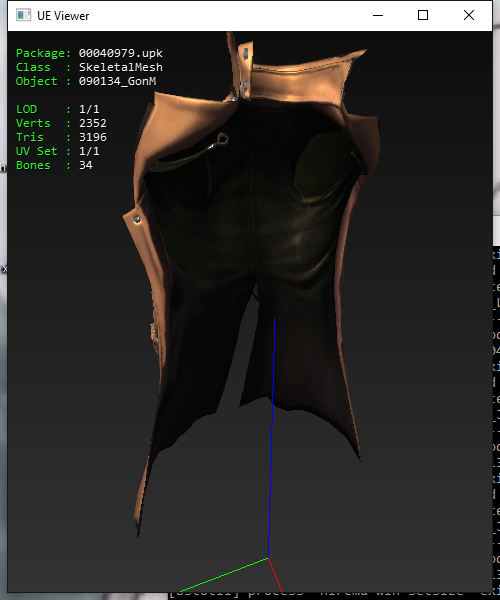 UE Viewer
Package: 00040979.upk
Class : SkeletalMesh
Object : 090134_GonM
LOD : 1/1
Verts : 2352
Tris : 3196
UV Set : 1/1
Bones : 34